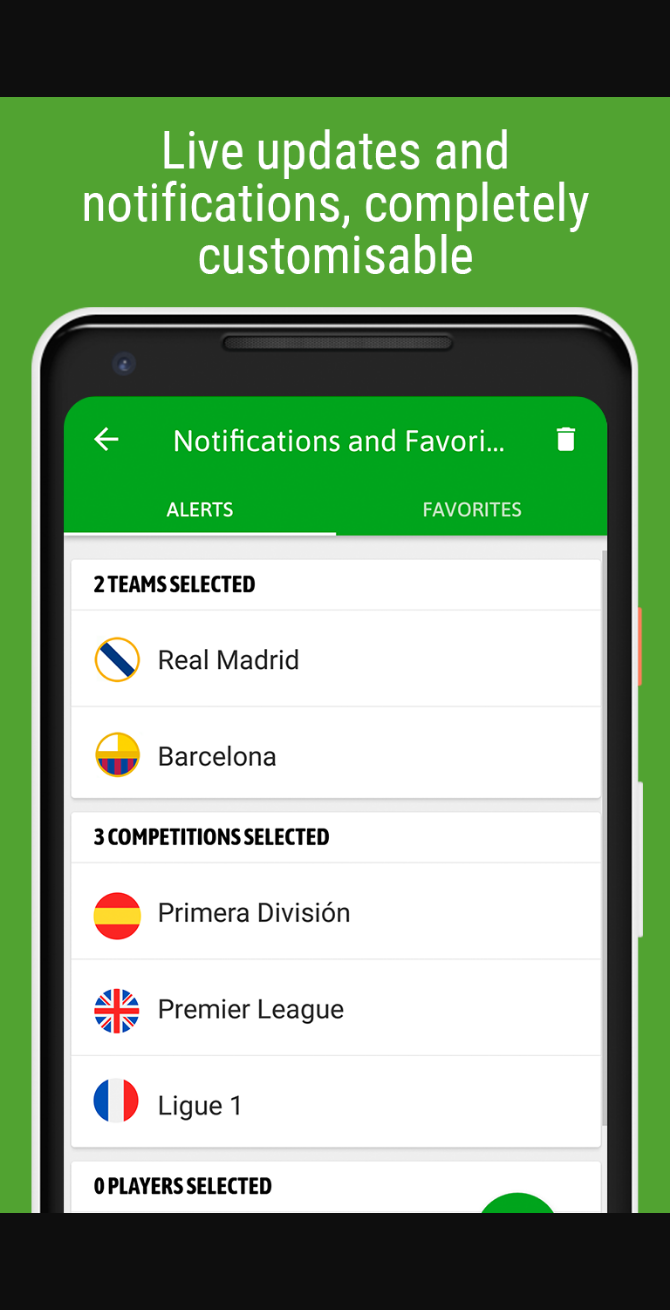 Live updates and
notifications, completely
customisable
Notifications and Favori...
ALERTS FAVORITES
2 TEAMS SELECTED
Real Madrid
Barcelona
3 COMPETITIONS SELECTED
Primera División
Premier League
Ligue 1
0 PLAYERS SELECTED